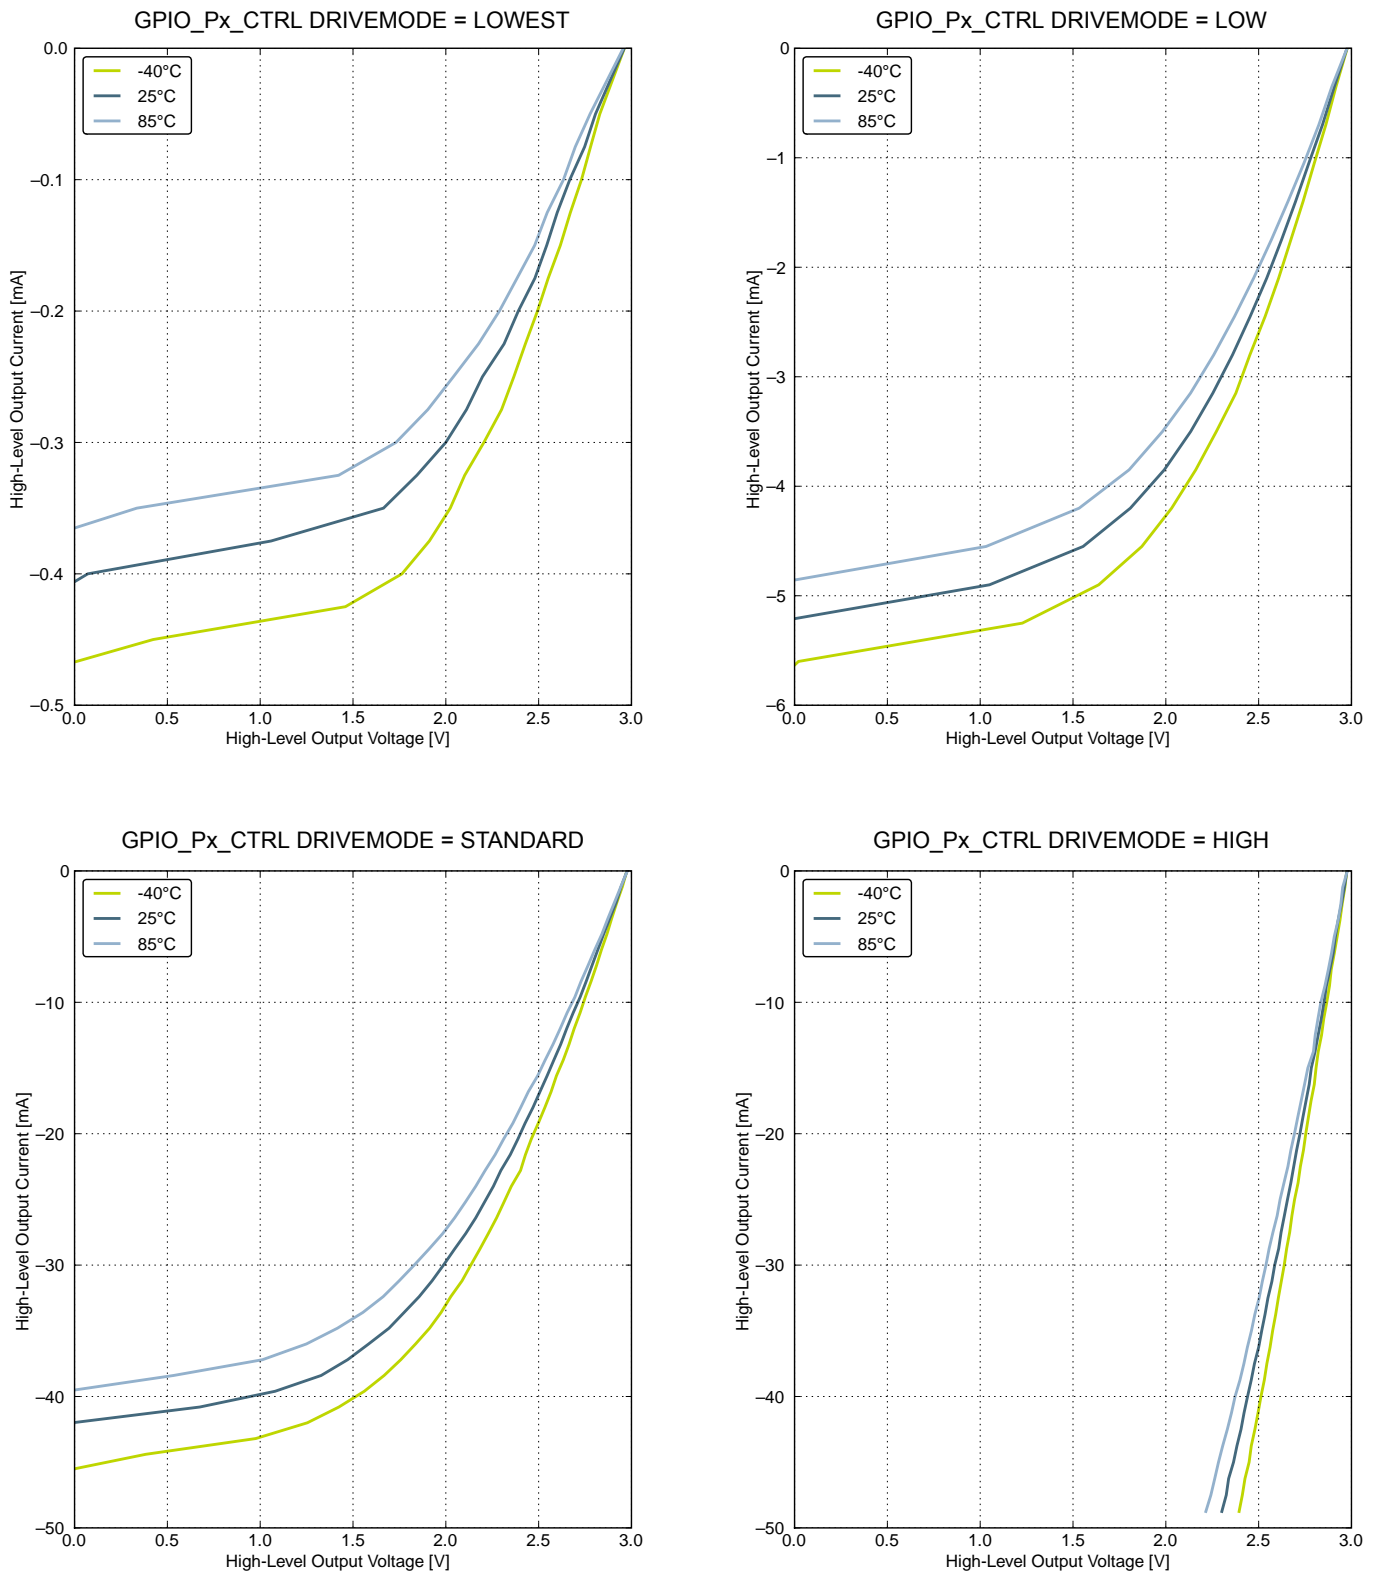 GPIO_Px_CTRL DRIVEMODE = LOWEST
0.0
–0.1
–0.2
–0.3
–0.4
–0.5
High-Level Output Current [mA]
-40°C
25°C
85°C
0.0 0.5 1.0 1.5 2.0 2.5 3.0
High-Level Output Voltage [V]
GPIO_Px_CTRL DRIVEMODE = LOW
0
–1
–2
–3
–4
–5
–6
High-Level Output Current [mA]
-40°C
25°C
85°C
0.0 0.5 1.0 1.5 2.0 2.5 3.0
High-Level Output Voltage [V]
GPIO_Px_CTRL DRIVEMODE = STANDARD
0
–10
–20
–30
–40
–50
High-Level Output Current [mA]
-40°C
25°C
85°C
0.0 0.5 1.0 1.5 2.0 2.5 3.0
High-Level Output Voltage [V]
GPIO_Px_CTRL DRIVEMODE = HIGH
0
–10
–20
–30
–40
–50
High-Level Output Current [mA]
-40°C
25°C
85°C
0.0 0.5 1.0 1.5 2.0 2.5 3.0
High-Level Output Voltage [V]